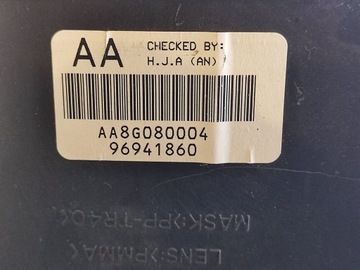 AA
CHECKED BY:
H.J.A (AN)
AA8G080004
96941860
MASK:>PP-TR40<
LENS:>PMMA<